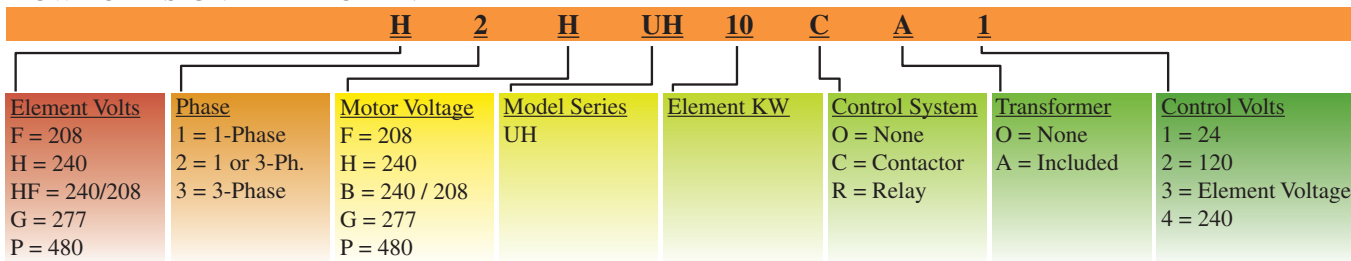 H 2 H UH 10 C A 1
Element Volts
F = 208
H = 240
HF = 240/208
G = 277
P = 480
Phase
1 = 1-Phase
2 = 1 or 3-Ph.
3 = 3-Phase
Motor Voltage
F = 208
H = 240
B = 240 / 208
G = 277
P = 480
Model Series
UH
Element KW
Control System
O = None
C = Contactor
R = Relay
Transformer
O = None
A = Included
Control Volts
1 = 24
2 = 120
3 = Element Voltage
4 = 240